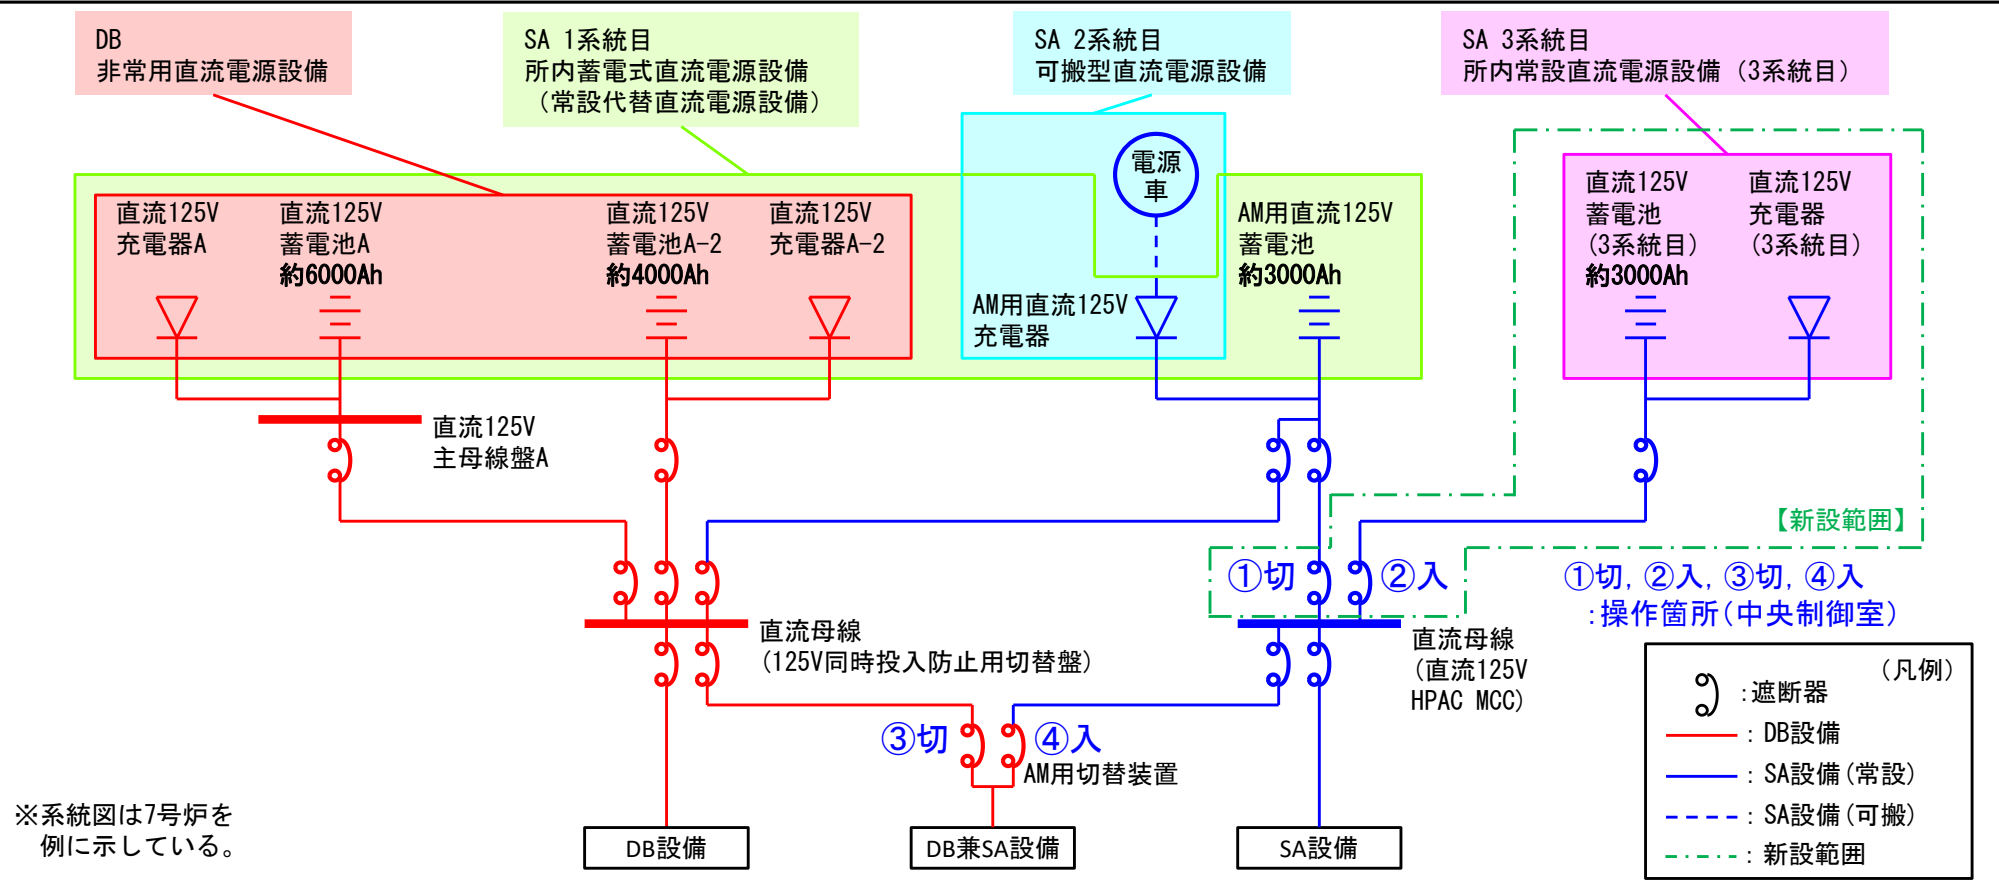 DB
非常用直流電源設備
SA 1系統目
所内蓄電式直流電源設備
（常設代替直流電源設備）
SA 2系統目
可搬型直流電源設備
SA 3系統目
所内常設直流電源設備（3系統目）
電源
車
直流125V
充電器A
直流125V
蓄電池A
約6000Ah
直流125V
蓄電池A-2
約4000Ah
直流125V
充電器A-2
AM用直流125V
充電器
AM用直流125V
蓄電池
約3000Ah
直流125V
蓄電池
(3系統目)
約3000Ah
直流125V
充電器
(3系統目)
直流125V
主母線盤A
【新設範囲】
①切
②入
①切, ②入, ③切, ④入
:操作箇所(中央制御室)
直流母線
(125V同時投入防止用切替盤)
直流母線
(直流125V
HPAC MCC)
③切
④入
AM用切替装置
(凡例)
:遮断器
: DB設備
: SA設備(常設)
: SA設備(可搬)
: 新設範囲
※系統図は7号炉を
例に示している。
DB設備
DB兼SA設備
SA設備